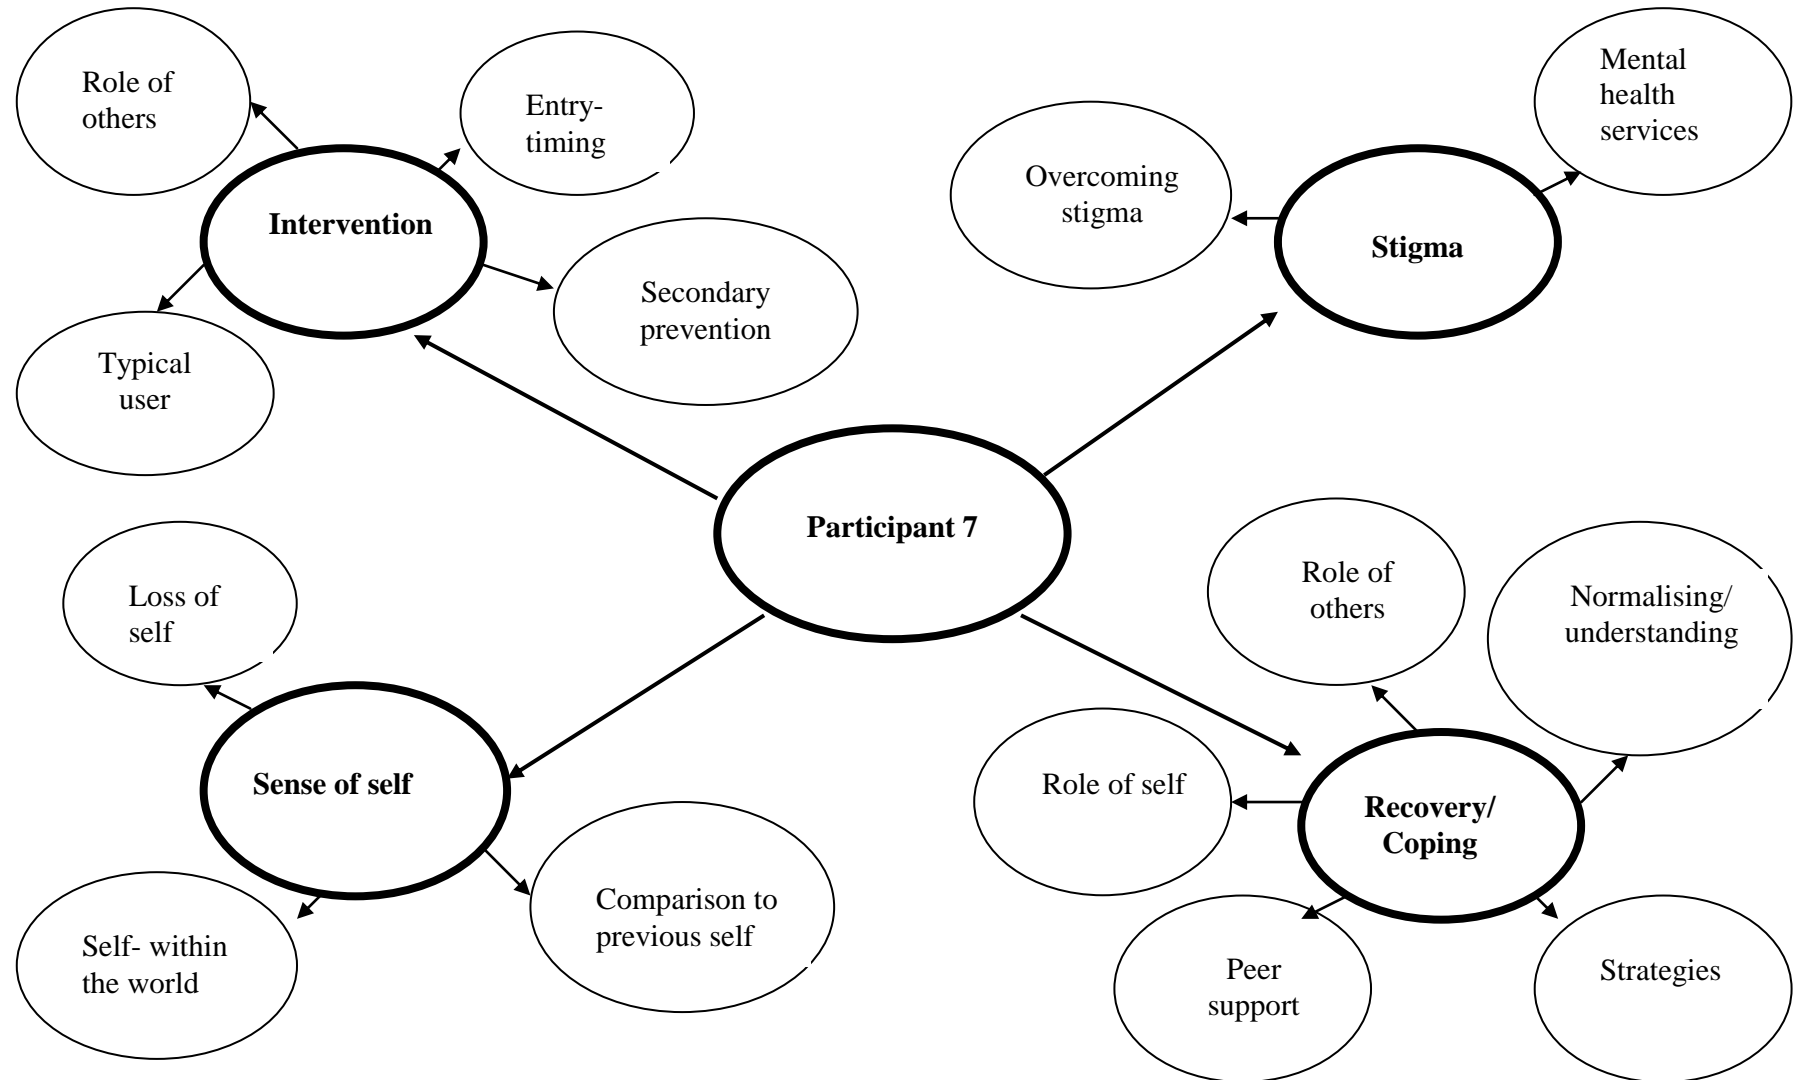 Role of
others
Entry-
timing
Intervention
Secondary
prevention
Typical
user
Mental
health
services
Overcoming
stigma
Stigma
Participant 7
Loss of
self
Sense of self
Self- within
the world
Comparison to
previous self
Role of
others
Normalising/
understanding
Role of self
Recovery/
Coping
Peer
support
Strategies